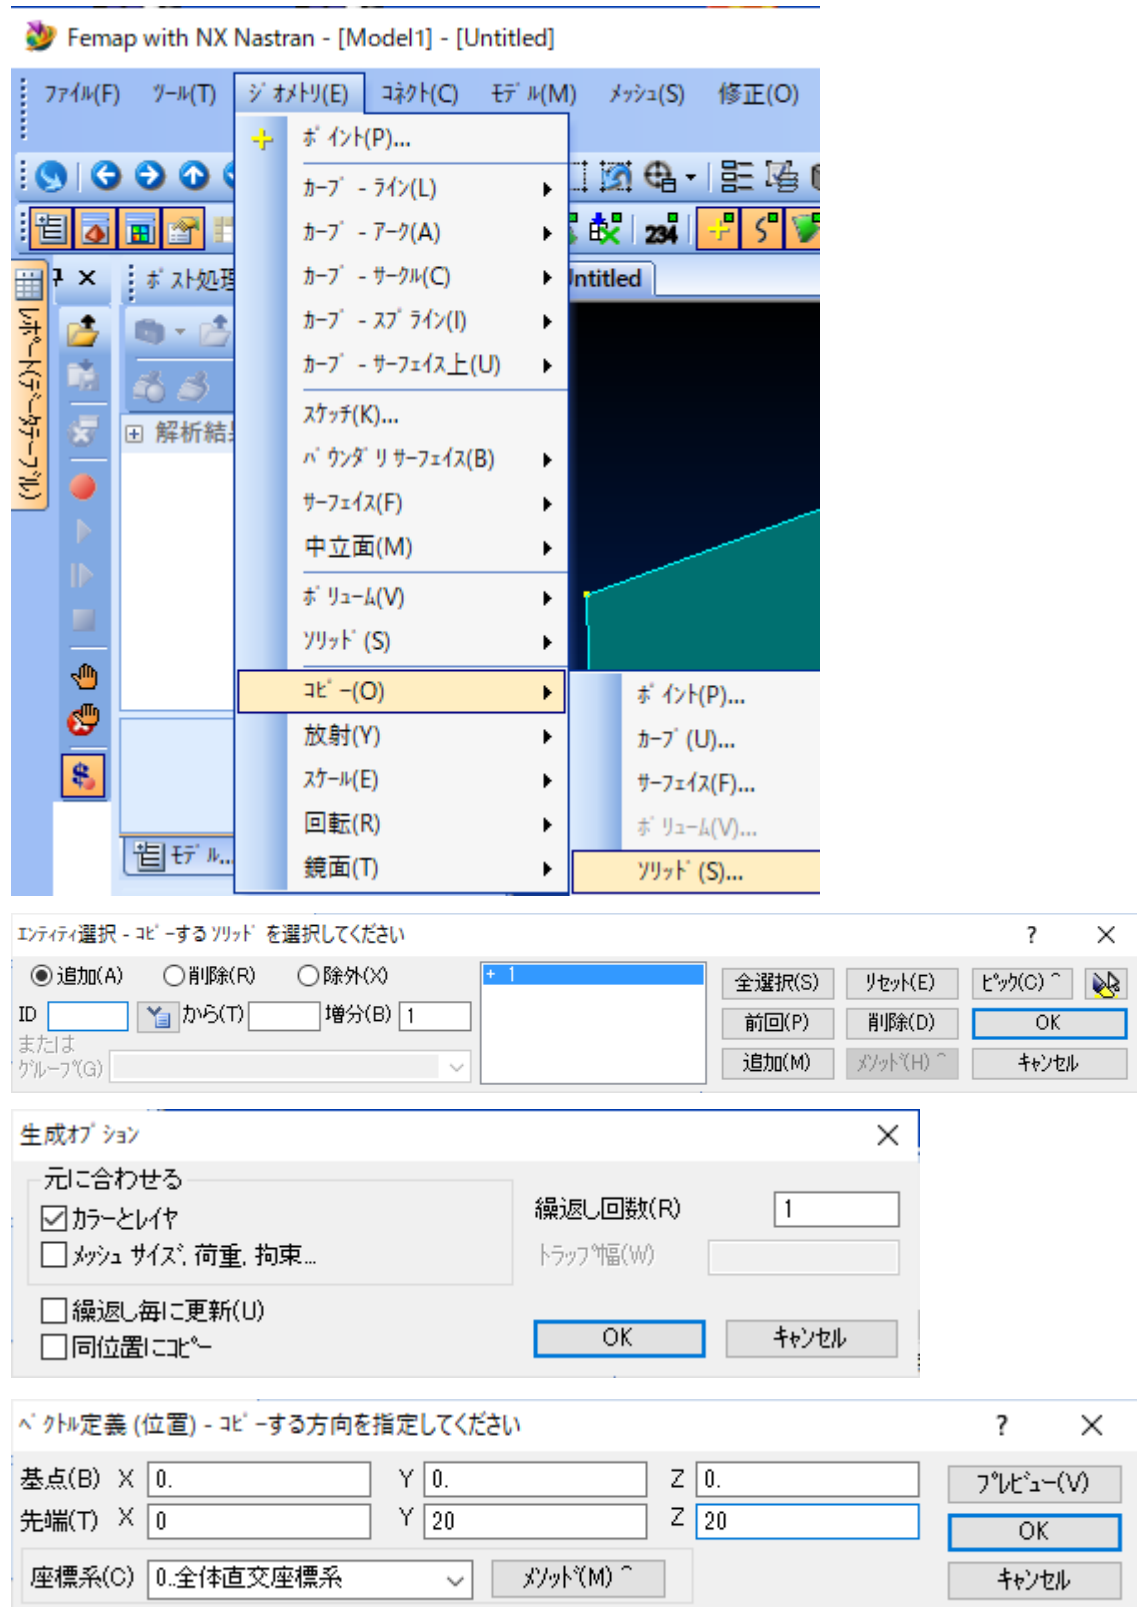 Femap with NX Nastran - [Model1] - [Untitled]
ﾌｧｲﾙ(F) ﾂｰﾙ(T) ｼﾞｵﾒﾄﾘ(E) ｺﾈｸﾄ(C) ﾓﾃﾞﾙ(M) ﾒｯｼｭ(S) 修正(O)
ﾎﾟｲﾝﾄ(P)...
ｶｰﾌﾞ - ﾗｲﾝ(L)
ｶｰﾌﾞ - ｱｰｸ(A)
234
ｶｰﾌﾞ - ｻｰｸﾙ(C)
ﾎﾟｽﾄ処理
ntitled
ｶｰﾌﾞ - ｽﾌﾟﾗｲﾝ(I)
ｶｰﾌﾞ - ｻｰﾌｪｲｽ上(U)
ﾚﾎﾟｰﾄ(ﾃﾞｰﾀﾃｰﾌﾞﾙ)
ｽｹｯﾁ(K)...
解析結果
ﾊﾞｳﾝﾀﾞﾘ ｻｰﾌｪｲｽ(B)
ｻｰﾌｪｲｽ(F)
中立面(M)
ﾎﾞﾘｭｰﾑ(V)
ｿﾘｯﾄﾞ(S)
ｺﾋﾟｰ(O)
放射(Y)
ｽｹｰﾙ(E)
回転(R)
鏡面(T)
ﾓﾃﾞﾙ...
ﾎﾟｲﾝﾄ(P)...
ｶｰﾌﾞ(U)...
ｻｰﾌｪｲｽ(F)...
ﾎﾞﾘｭｰﾑ(V)...
ｿﾘｯﾄﾞ(S)...
ｴﾝﾃｨﾃｨ選択 - ｺﾋﾟｰするｿﾘｯﾄﾞを選択してください ?
追加(A) 削除(R) 除外(X) + 1 全選択(S) ﾘｾｯﾄ(E) ﾋﾟｯｸ(C) ^
ID から(T) 増分(B) 1 前回(P) 削除(D) OK
または
ｸﾞﾙｰﾌﾟ(G) 追加(M) ﾒｿｯﾄﾞ(H) ^ ｷｬﾝｾﾙ
生成ｵﾌﾟｼｮﾝ
元に合わせる
ｶﾗｰとﾚｲﾔ 繰返し回数(R) 1
ﾒｯｼｭ ｻｲｽﾞ, 荷重, 拘束... ﾄﾗｯﾌﾟ幅(W)
繰返し毎に更新(U)
同位置にｺﾋﾟｰ OK ｷｬﾝｾﾙ
ﾍﾞｸﾄﾙ定義 (位置) - ｺﾋﾟｰする方向を指定してください ?
基点(B) X 0. Y 0. Z 0. ﾌﾟﾚﾋﾞｭｰ(V)
先端(T) X 0 Y 20 Z 20 OK
座標系(C) 0..全体直交座標系 ﾒｿｯﾄﾞ(M) ^ ｷｬﾝｾﾙ